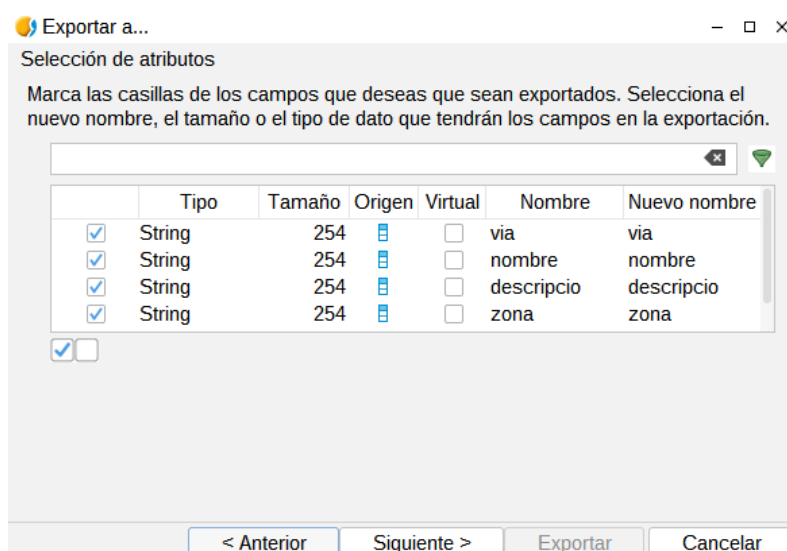 Exportar a...
Selección de atributos
Marca las casillas de los campos que deseas que sean exportados. Selecciona el
nuevo nombre, el tamaño o el tipo de dato que tendrán los campos en la exportación.
Tipo Tamaño Origen Virtual Nombre Nuevo nombre
String 254 via via
String 254 nombre nombre
String 254 descripcio descripcio
String 254 zona zona
< Anterior Siguiente > Exportar Cancelar